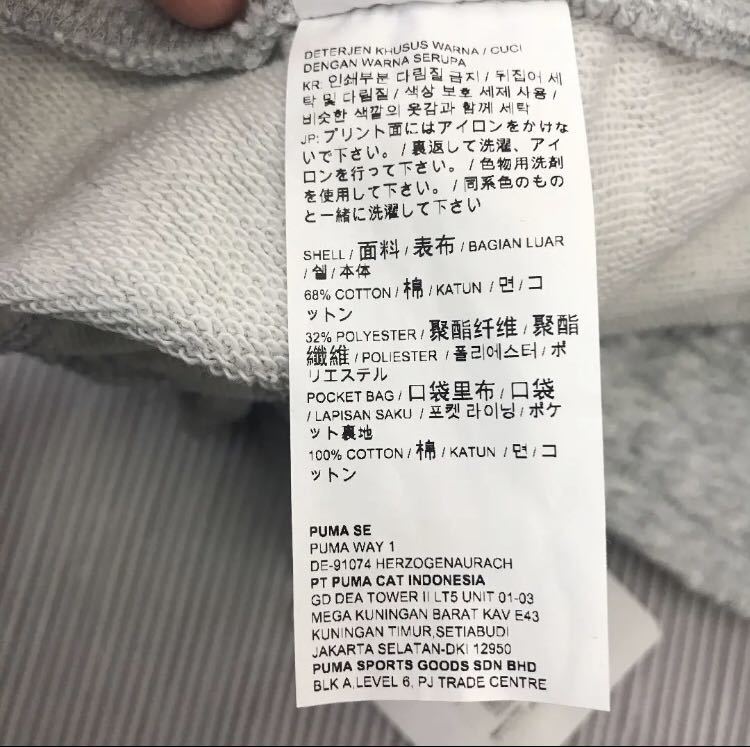 DETERJEN KHUSUS WARNA / CUCI
DENGAN WARNA SERUPA
KR: 인쇄부분 다림질 금지 / 뒤집어 세
탁 및 다림질 / 색상 보호 세제 사용 /
비슷한 색깔의 옷감과 함께 세탁
JP: プリント面にはアイロンをかけな
いで下さい。 / 裏返して洗濯、アイ
ロンを行って下さい。 / 色物用洗剤
を使用して下さい。 / 同系色のもの
と一緒に洗濯して下さい
SHELL / 面料 / 表布 / BAGIAN LUAR
/ 쉘 / 本体
68% COTTON / 棉 / KATUN / 면 / コ
ットン
32% POLYESTER / 聚酯纤维 / 聚酯
纖維 / POLIESTER / 폴리에스터 / ポ
リエステル
POCKET BAG / 口袋里布 / 口袋
/ LAPISAN SAKU / 포켓 라이닝 / ポケ
ット裏地
100% COTTON / 棉 / KATUN / 면 / コ
ットン
PUMA SE
PUMA WAY 1
DE-91074 HERZOGENAURACH
PT PUMA CAT INDONESIA
GD DEA TOWER II LT5 UNIT 01-03
MEGA KUNINGAN BARAT KAV E43
KUNINGAN TIMUR,SETIABUDI
JAKARTA SELATAN-DKI 12950
PUMA SPORTS GOODS SDN BHD
BLK A,LEVEL 6, PJ TRADE CENTRE